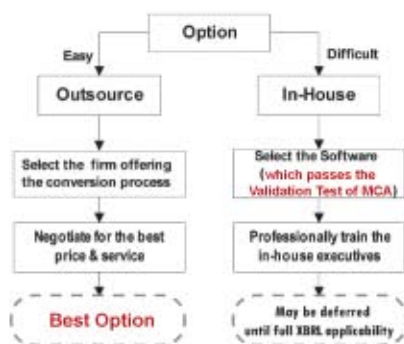 Option
Easy
Difficult
Outsource
In-House
Select the firm offering
the conversion process
Select the Software
(which passes the
Validation Test of MCA)
Negotiate for the best
price & service
Professionally train the
in-house executives
Best Option
May be deferred
until full XBRL applicability